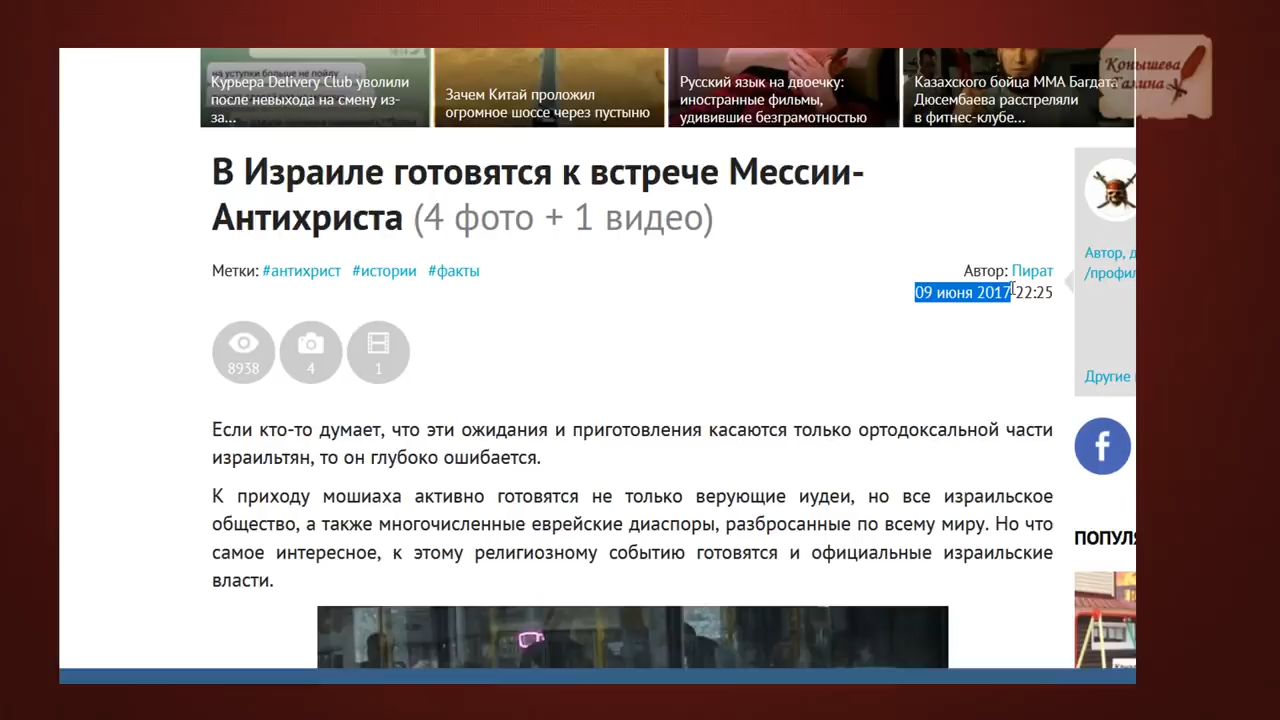 Курьера Delivery Club уволили
после невыхода на смену из-
за...
Зачем Китай проложил
огромное шоссе через пустыню
Русский язык на двоечку:
иностранные фильмы,
удивившие безграмотностью
Казахского бойца ММА Багдата
Дюсембаева расстреляли
в фитнес-клубе...
Конышева
Галина
В Израиле готовятся к встрече Мессии-
Антихриста (4 фото + 1 видео)
Метки: #антихрист #истории #факты
Автор: Пират
09 июня 2017 22:25
Автор, д
/профил
Другие
8938 4 1
Если кто-то думает, что эти ожидания и приготовления касаются только ортодоксальной части
израильтян, то он глубоко ошибается.
К приходу мошиаха активно готовятся не только верующие иудеи, но все израильское
общество, а также многочисленные еврейские диаспоры, разбросанные по всему миру. Но что
самое интересное, к этому религиозному событию готовятся и официальные израильские
власти.
ПОПУЛЯ